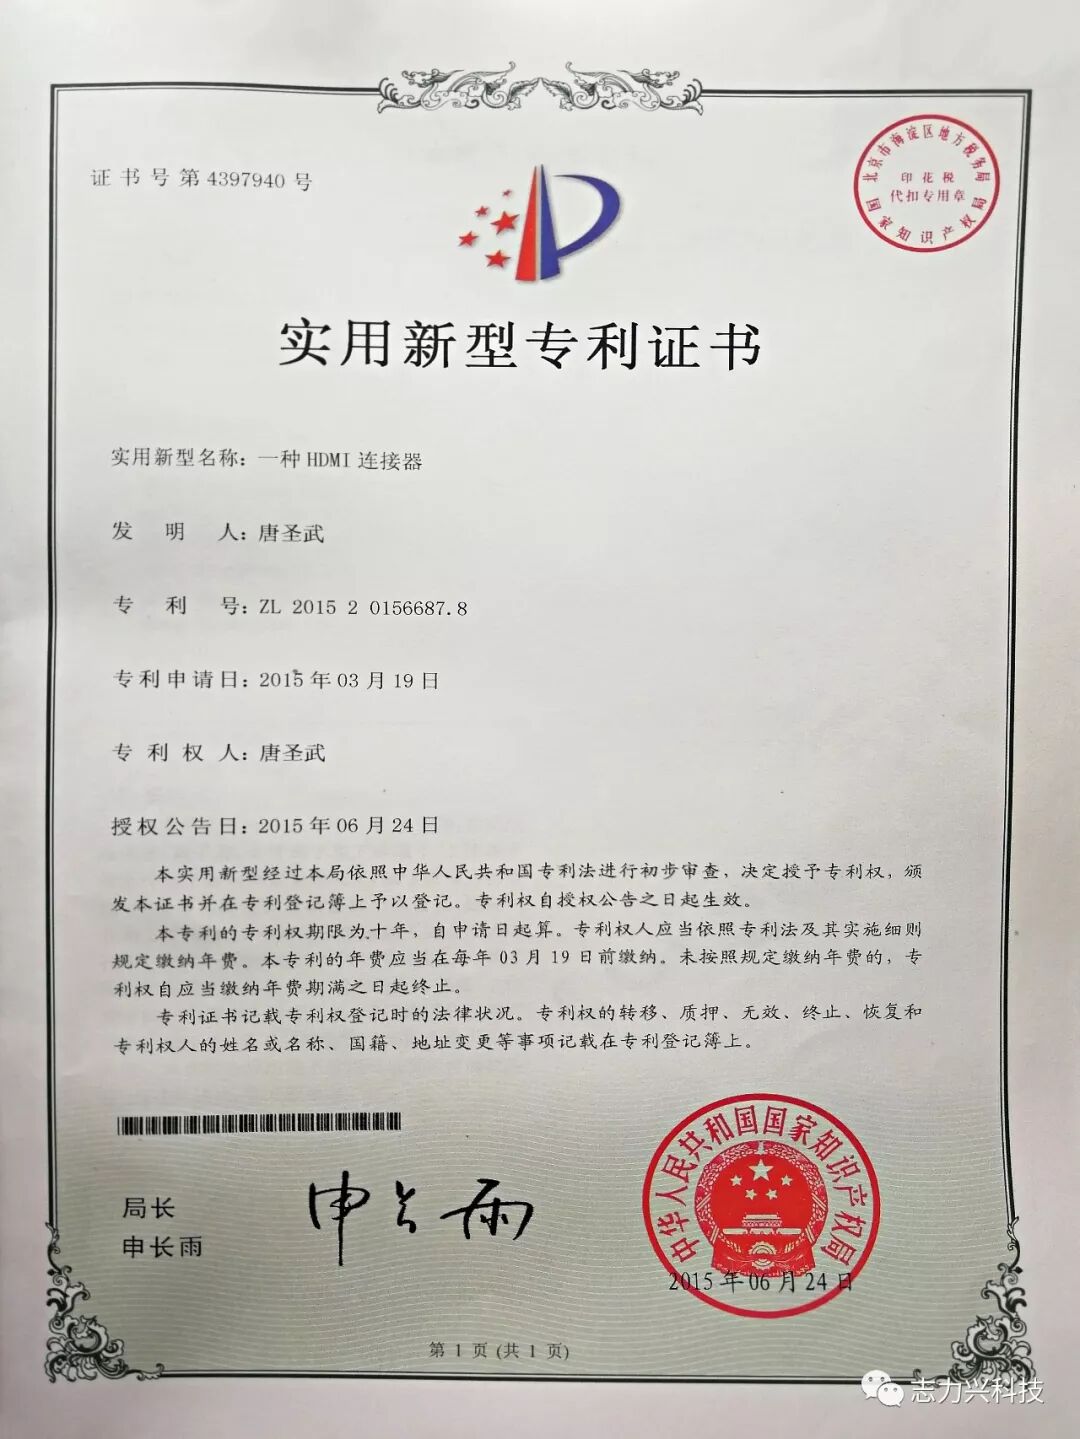 证书号第4397940号
北京市海淀区地方税务局
印花税
代扣专用章
国家知识产权局
实用新型专利证书
实用新型名称：一种HDMI连接器
发明人：唐圣武
专利号：ZL 2015 2 0156687.8
专利申请日：2015年03月19日
专利权人：唐圣武
授权公告日：2015年06月24日
本实用新型经过本局依照中华人民共和国专利法进行初步审查，决定授予专利权，颁
发本证书并在专利登记簿上予以登记。专利权自授权公告之日起生效。
本专利的专利权期限为十年，自申请日起算。专利权人应当依照专利法及其实施细则
规定缴纳年费。本专利的年费应当在每年03月19日前缴纳。未按照规定缴纳年费的，专
利权自应当缴纳年费期满之日起终止。
专利证书记载专利权登记时的法律状况。专利权的转移、质押、无效、终止、恢复和
专利权人的姓名或名称、国籍、地址变更等事项记载在专利登记簿上。
局长
申长雨
申长雨
中华人民共和国国家知识产权局
2015年06月24日
第1页(共1页)
志力兴科技